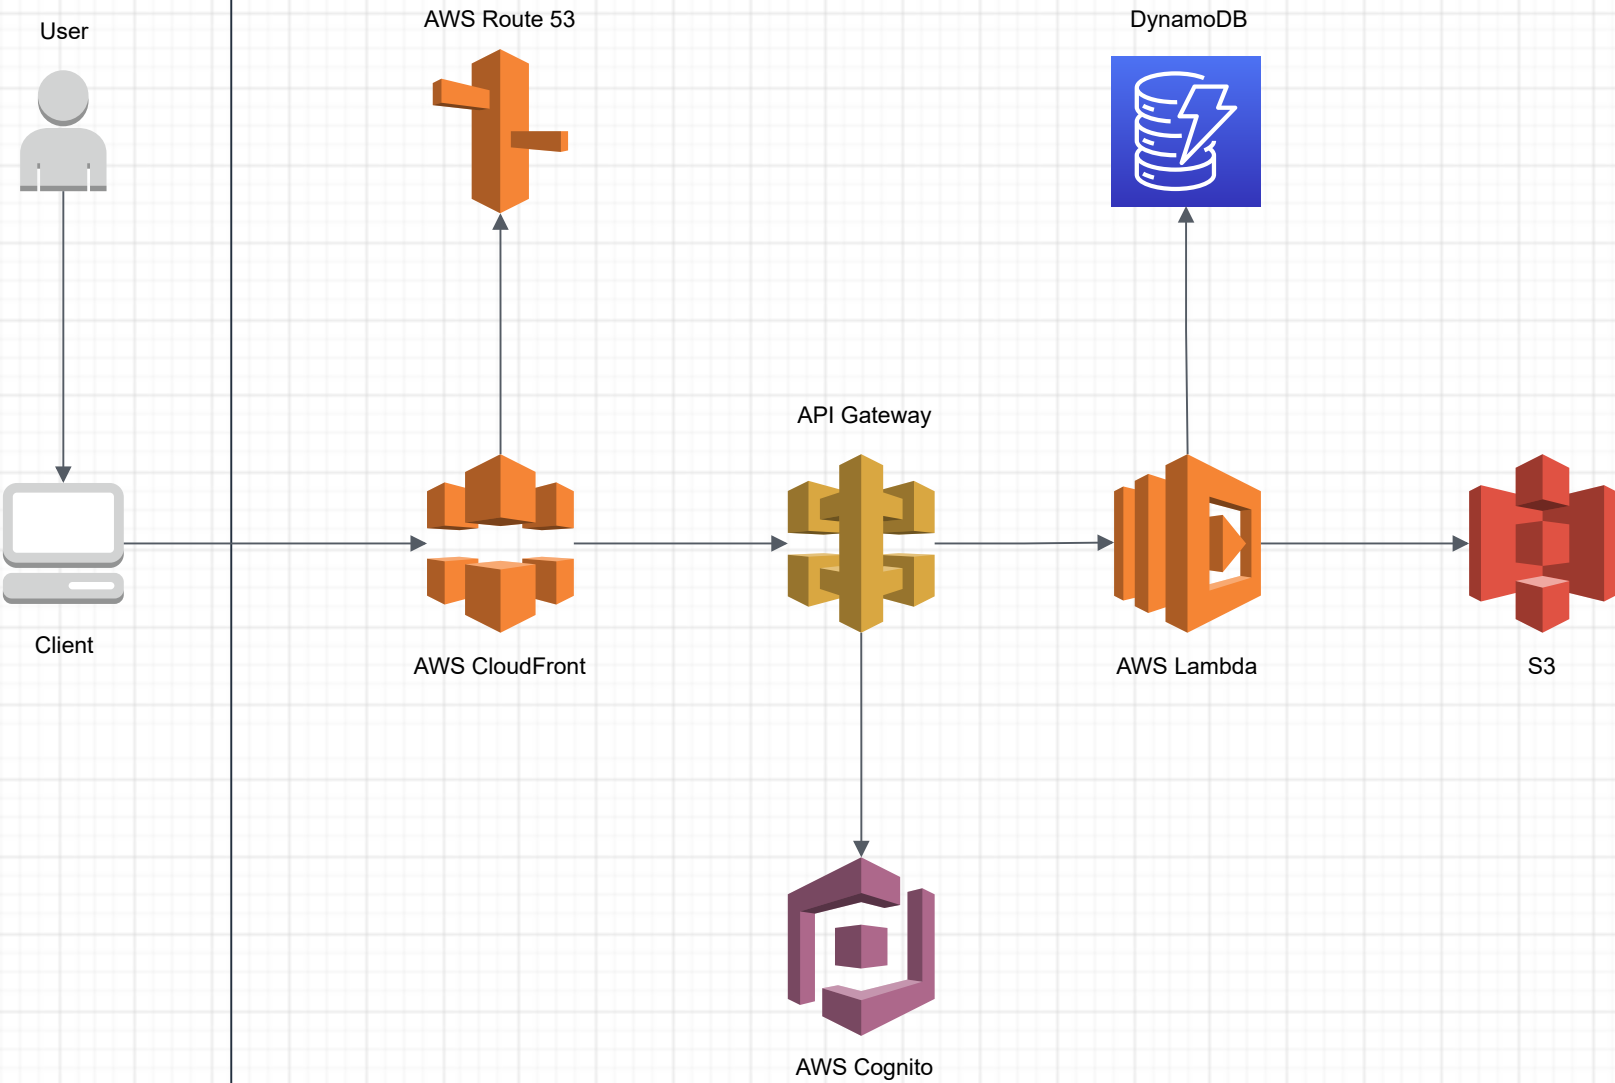 User
AWS Route 53
DynamoDB
API Gateway
Client
AWS CloudFront
AWS Lambda
S3
AWS Cognito